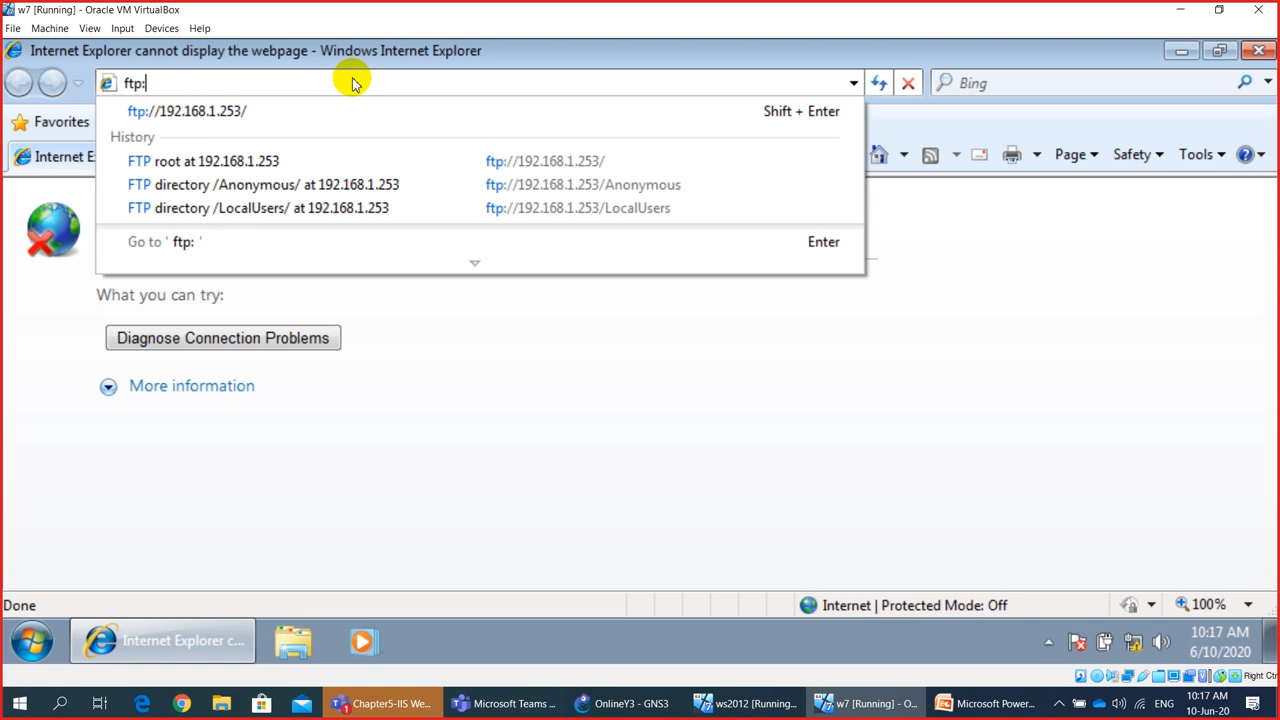 w7 [Running] - Oracle VM VirtualBox
File Machine View Input Devices Help
Internet Explorer cannot display the webpage - Windows Internet Explorer
ftp: Bing
ftp://192.168.1.253/ Shift + Enter
Favorites
History
Internet E
FTP root at 192.168.1.253 ftp://192.168.1.253/
Page Safety Tools
FTP directory /Anonymous/ at 192.168.1.253 ftp://192.168.1.253/Anonymous
FTP directory /LocalUsers/ at 192.168.1.253 ftp://192.168.1.253/LocalUsers
Go to ' ftp: ' Enter
What you can try:
Diagnose Connection Problems
More information
Done Internet | Protected Mode: Off 100%
Internet Explorer c... 10:17 AM
6/10/2020
Right Ctrl
Chapter5-IIS We... Microsoft Teams ... OnlineY3 - GNS3 ws2012 [Running... w7 [Running] - O... Microsoft Power... ENG 10:17 AM
10-Jun-20